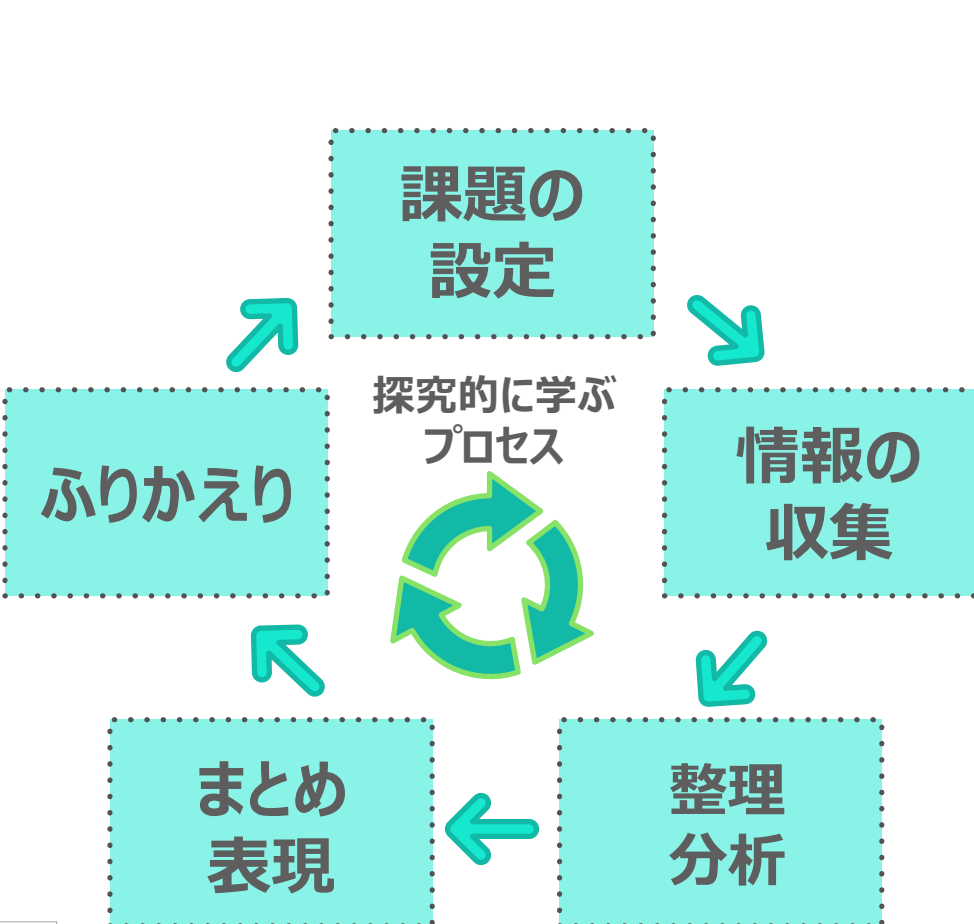 課題の
設定
探究的に学ぶ
プロセス
ふりかえり
情報の
収集
まとめ
表現
整理
分析